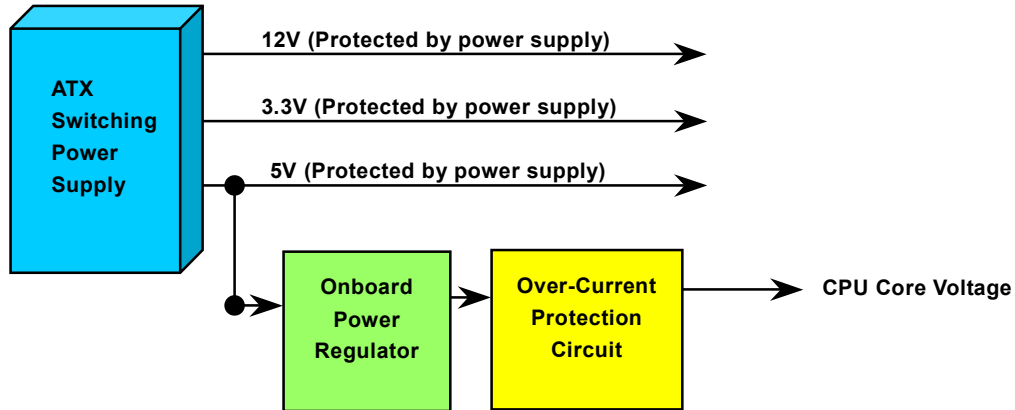 12V (Protected by power supply)
ATX
Switching
Power
Supply
3.3V (Protected by power supply)
5V (Protected by power supply)
Onboard
Power
Regulator
Over-Current
Protection
Circuit
CPU Core Voltage